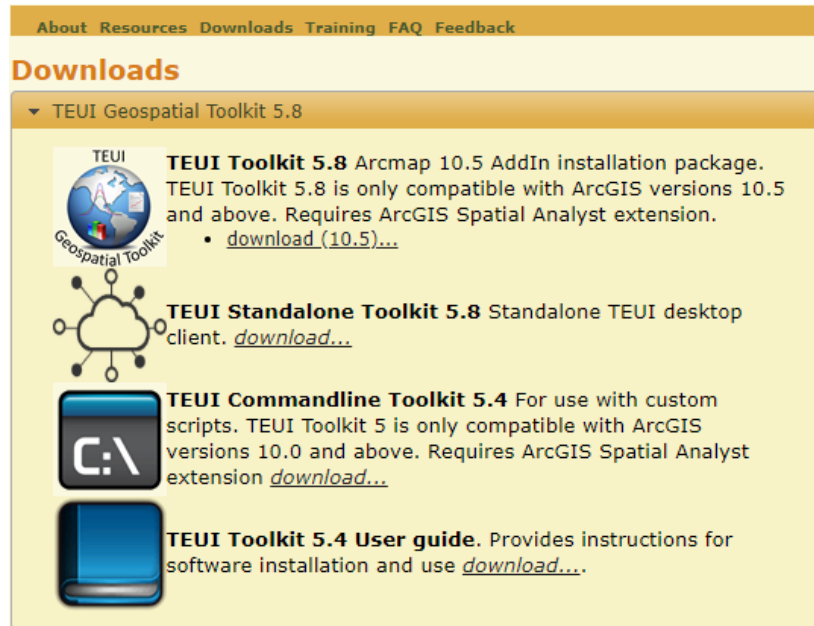 About Resources Downloads Training FAQ Feedback
Downloads
TEUI Geospatial Toolkit 5.8
TEUI
Geospatial Toolkit
TEUI Toolkit 5.8 Arcmap 10.5 AddIn installation package.
TEUI Toolkit 5.8 is only compatible with ArcGIS versions 10.5
and above. Requires ArcGIS Spatial Analyst extension.
• download (10.5)...
TEUI Standalone Toolkit 5.8 Standalone TEUI desktop
client. download...
C:\
TEUI Commandline Toolkit 5.4 For use with custom
scripts. TEUI Toolkit 5 is only compatible with ArcGIS
versions 10.0 and above. Requires ArcGIS Spatial Analyst
extension download...
TEUI Toolkit 5.4 User guide. Provides instructions for
software installation and use download....